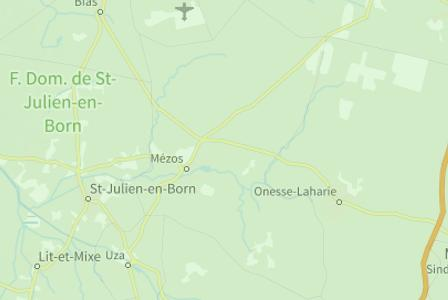 Bias
F. Dom. de St-
Julien-en-
Born
Mézos
St-Julien-en-Born
Onesse-Laharie
Lit-et-Mixe
Uza